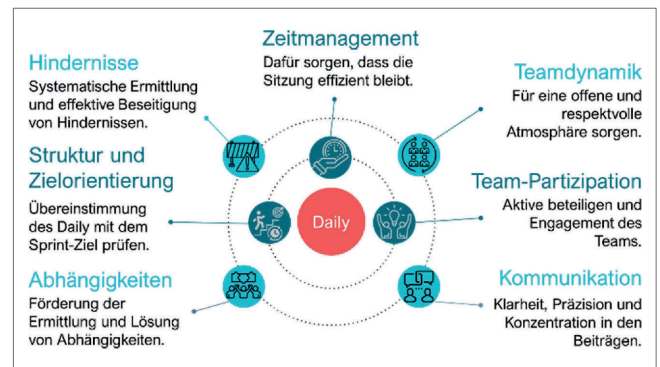 Zeitmanagement
Dafür sorgen, dass die
Sitzung effizient bleibt.
Hindernisse
Systematische Ermittlung
und effektive Beseitigung
von Hindernissen.
Teamdynamik
Für eine offene und
respektvolle
Atmosphäre sorgen.
Struktur und
Zielorientierung
Übereinstimmung
des Daily mit dem
Sprint-Ziel prüfen.
Daily
Team-Partizipation
Aktive beteiligen und
Engagement des
Teams.
Abhängigkeiten
Förderung der
Ermittlung und Lösung
von Abhängigkeiten.
Kommunikation
Klarheit, Präzision und
Konzentration in den
Beiträgen.